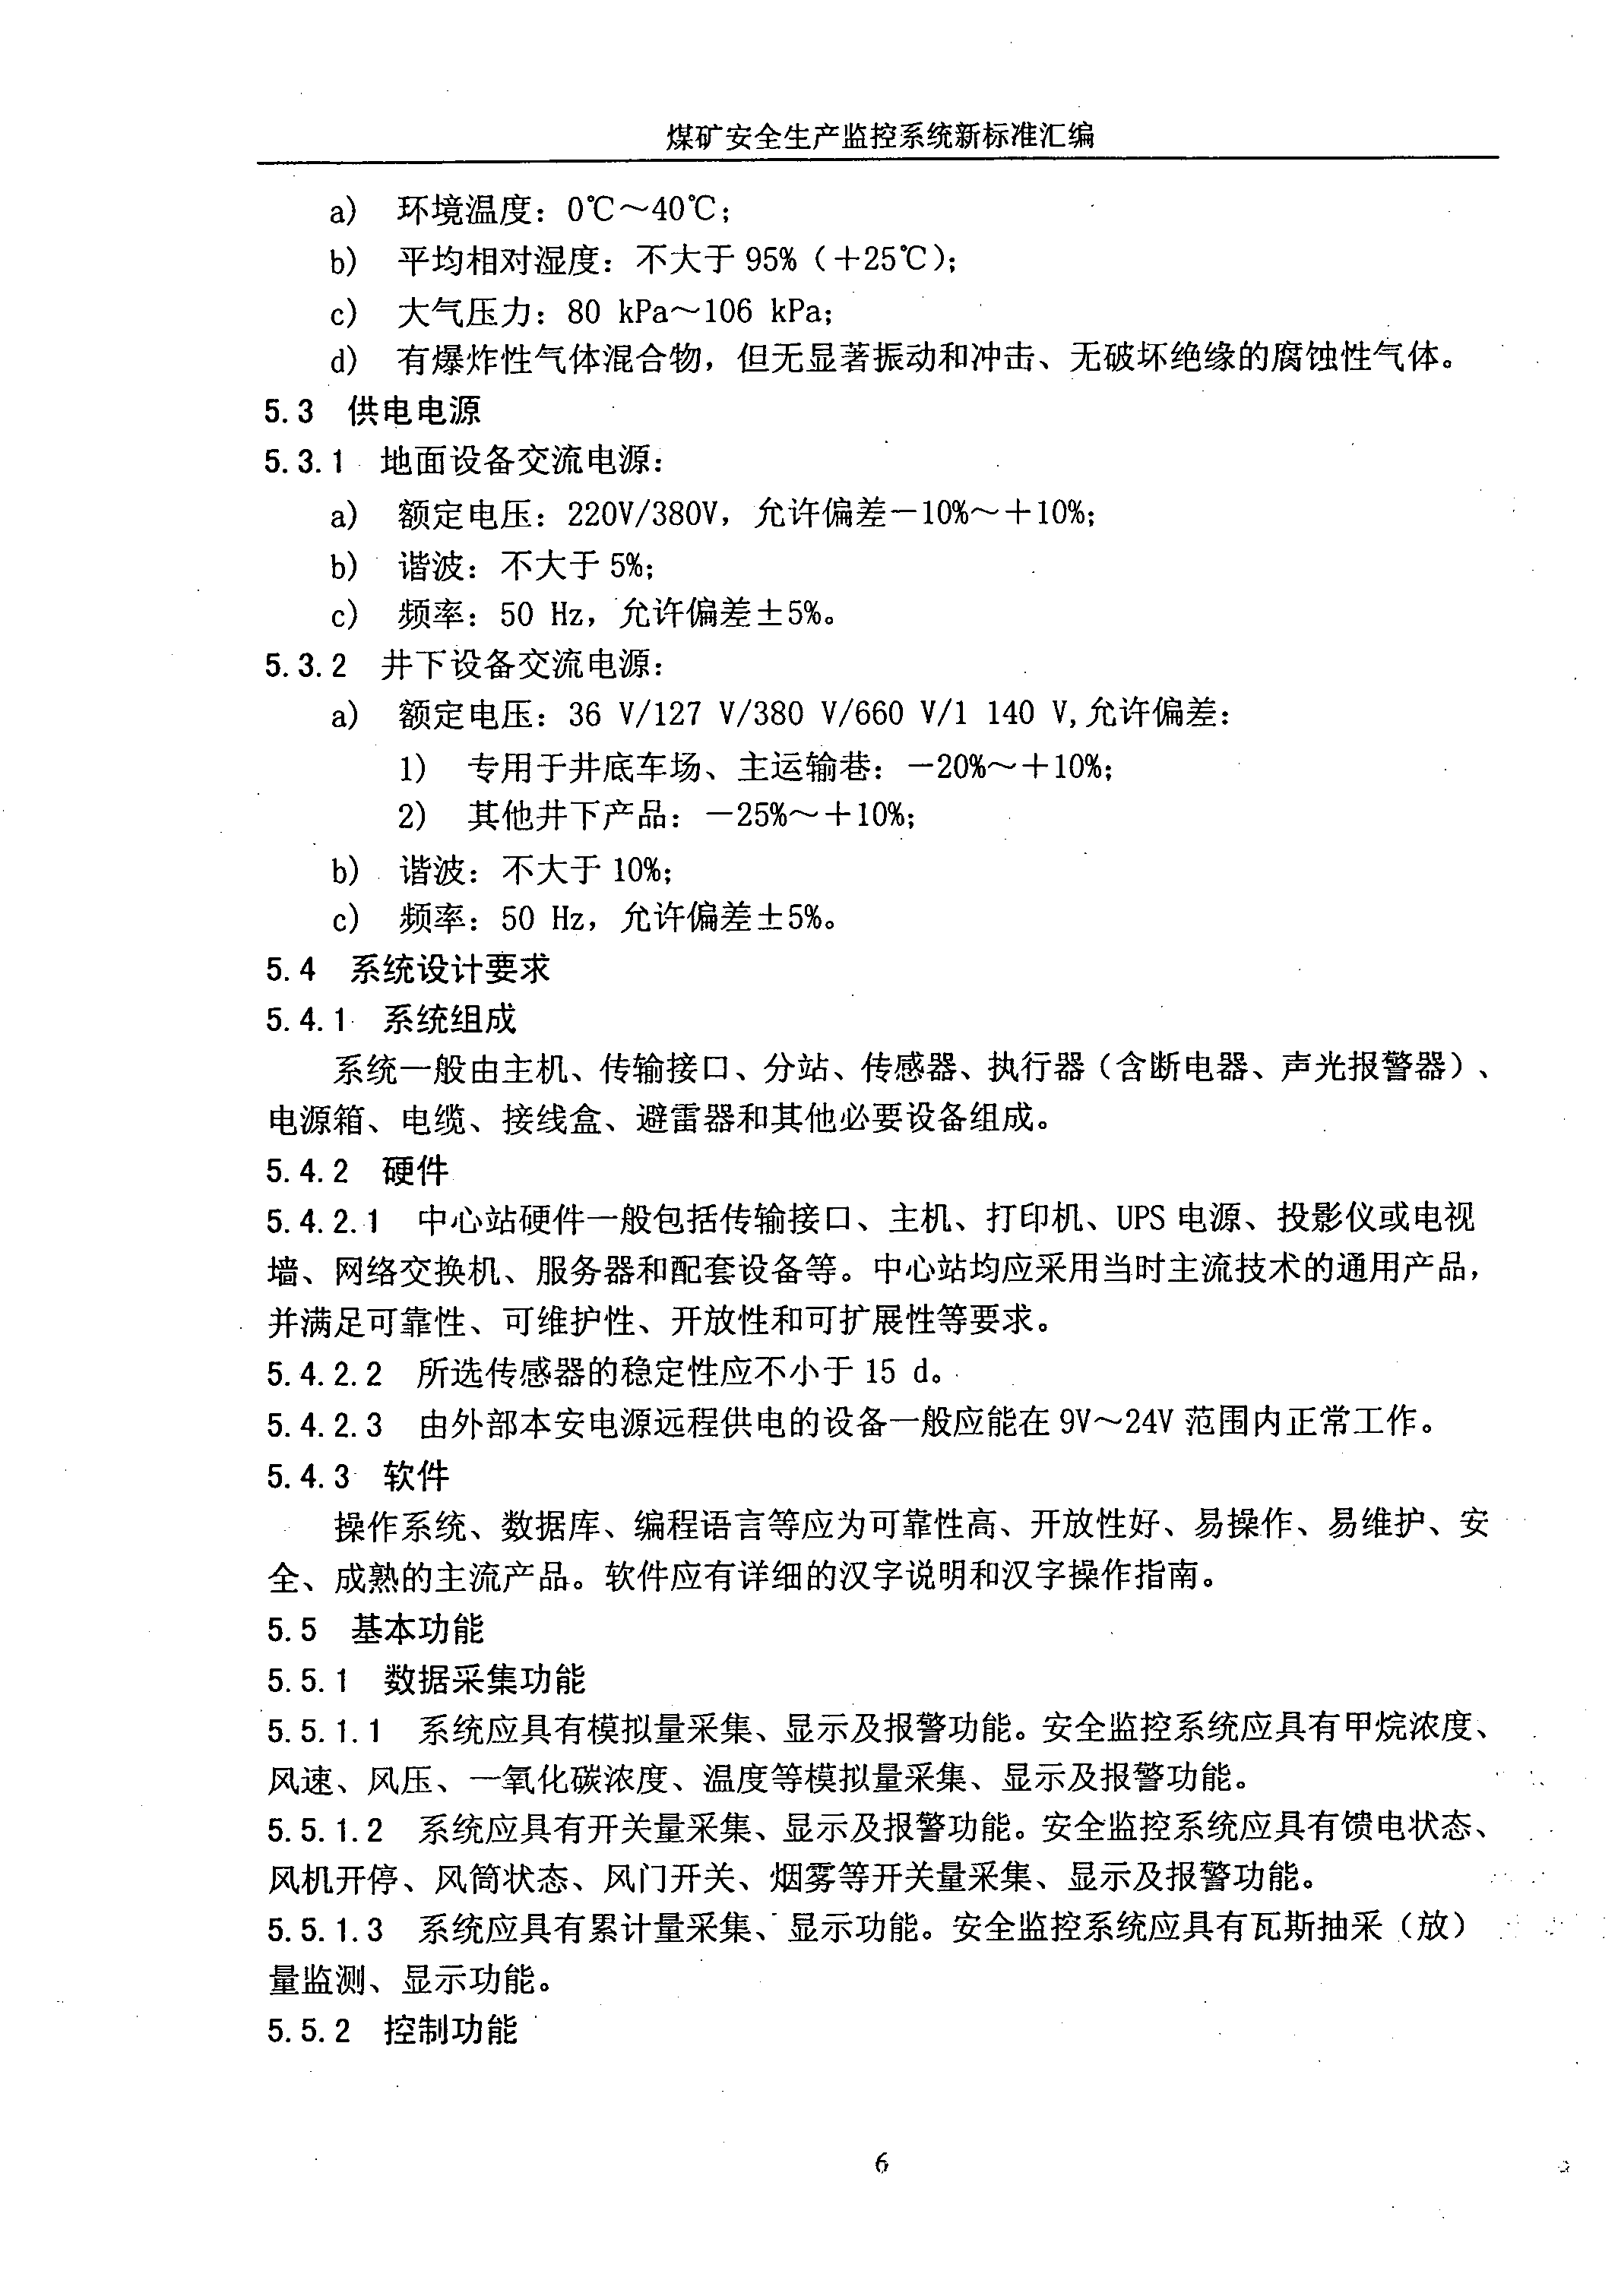 煤矿安全生产监控系统新标准汇编
a) 环境温度：0℃～40℃；
b) 平均相对湿度：不大于 95%（＋25℃）；
c) 大气压力：80 kPa～106 kPa；
d) 有爆炸性气体混合物，但无显著振动和冲击、无破坏绝缘的腐蚀性气体。
5.3 供电电源
5.3.1 地面设备交流电源：
a) 额定电压：220V/380V，允许偏差－10%～＋10%；
b) 谐波：不大于 5%；
c) 频率：50 Hz，允许偏差±5%。
5.3.2 井下设备交流电源：
a) 额定电压：36 V/127 V/380 V/660 V/1 140 V,允许偏差：
1) 专用于井底车场、主运输巷：－20%～＋10%；
2) 其他井下产品：－25%～＋10%；
b) 谐波：不大于 10%；
c) 频率：50 Hz，允许偏差±5%。
5.4 系统设计要求
5.4.1 系统组成
系统一般由主机、传输接口、分站、传感器、执行器（含断电器、声光报警器）、
电源箱、电缆、接线盒、避雷器和其他必要设备组成。
5.4.2 硬件
5.4.2.1 中心站硬件一般包括传输接口、主机、打印机、UPS 电源、投影仪或电视
墙、网络交换机、服务器和配套设备等。中心站均应采用当时主流技术的通用产品，
并满足可靠性、可维护性、开放性和可扩展性等要求。
5.4.2.2 所选传感器的稳定性应不小于 15 d。
5.4.2.3 由外部本安电源远程供电的设备一般应能在 9V～24V 范围内正常工作。
5.4.3 软件
操作系统、数据库、编程语言等应为可靠性高、开放性好、易操作、易维护、安
全、成熟的主流产品。软件应有详细的汉字说明和汉字操作指南。
5.5 基本功能
5.5.1 数据采集功能
5.5.1.1 系统应具有模拟量采集、显示及报警功能。安全监控系统应具有甲烷浓度、
风速、风压、一氧化碳浓度、温度等模拟量采集、显示及报警功能。
5.5.1.2 系统应具有开关量采集、显示及报警功能。安全监控系统应具有馈电状态、
风机开停、风筒状态、风门开关、烟雾等开关量采集、显示及报警功能。
5.5.1.3 系统应具有累计量采集、显示功能。安全监控系统应具有瓦斯抽采（放）
量监测、显示功能。
5.5.2 控制功能
6